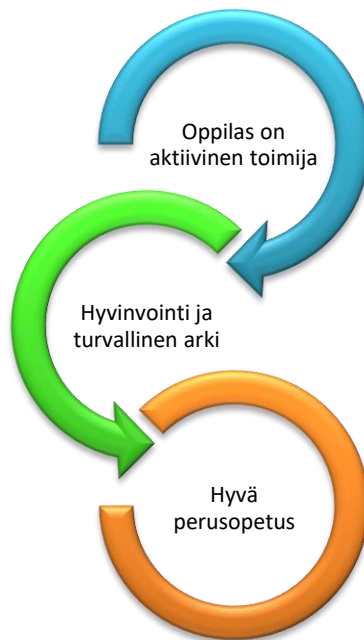 Oppilas on
aktiivinen toimija
Hyvinvointi ja
turvallinen arki
Hyvä
perusopetus